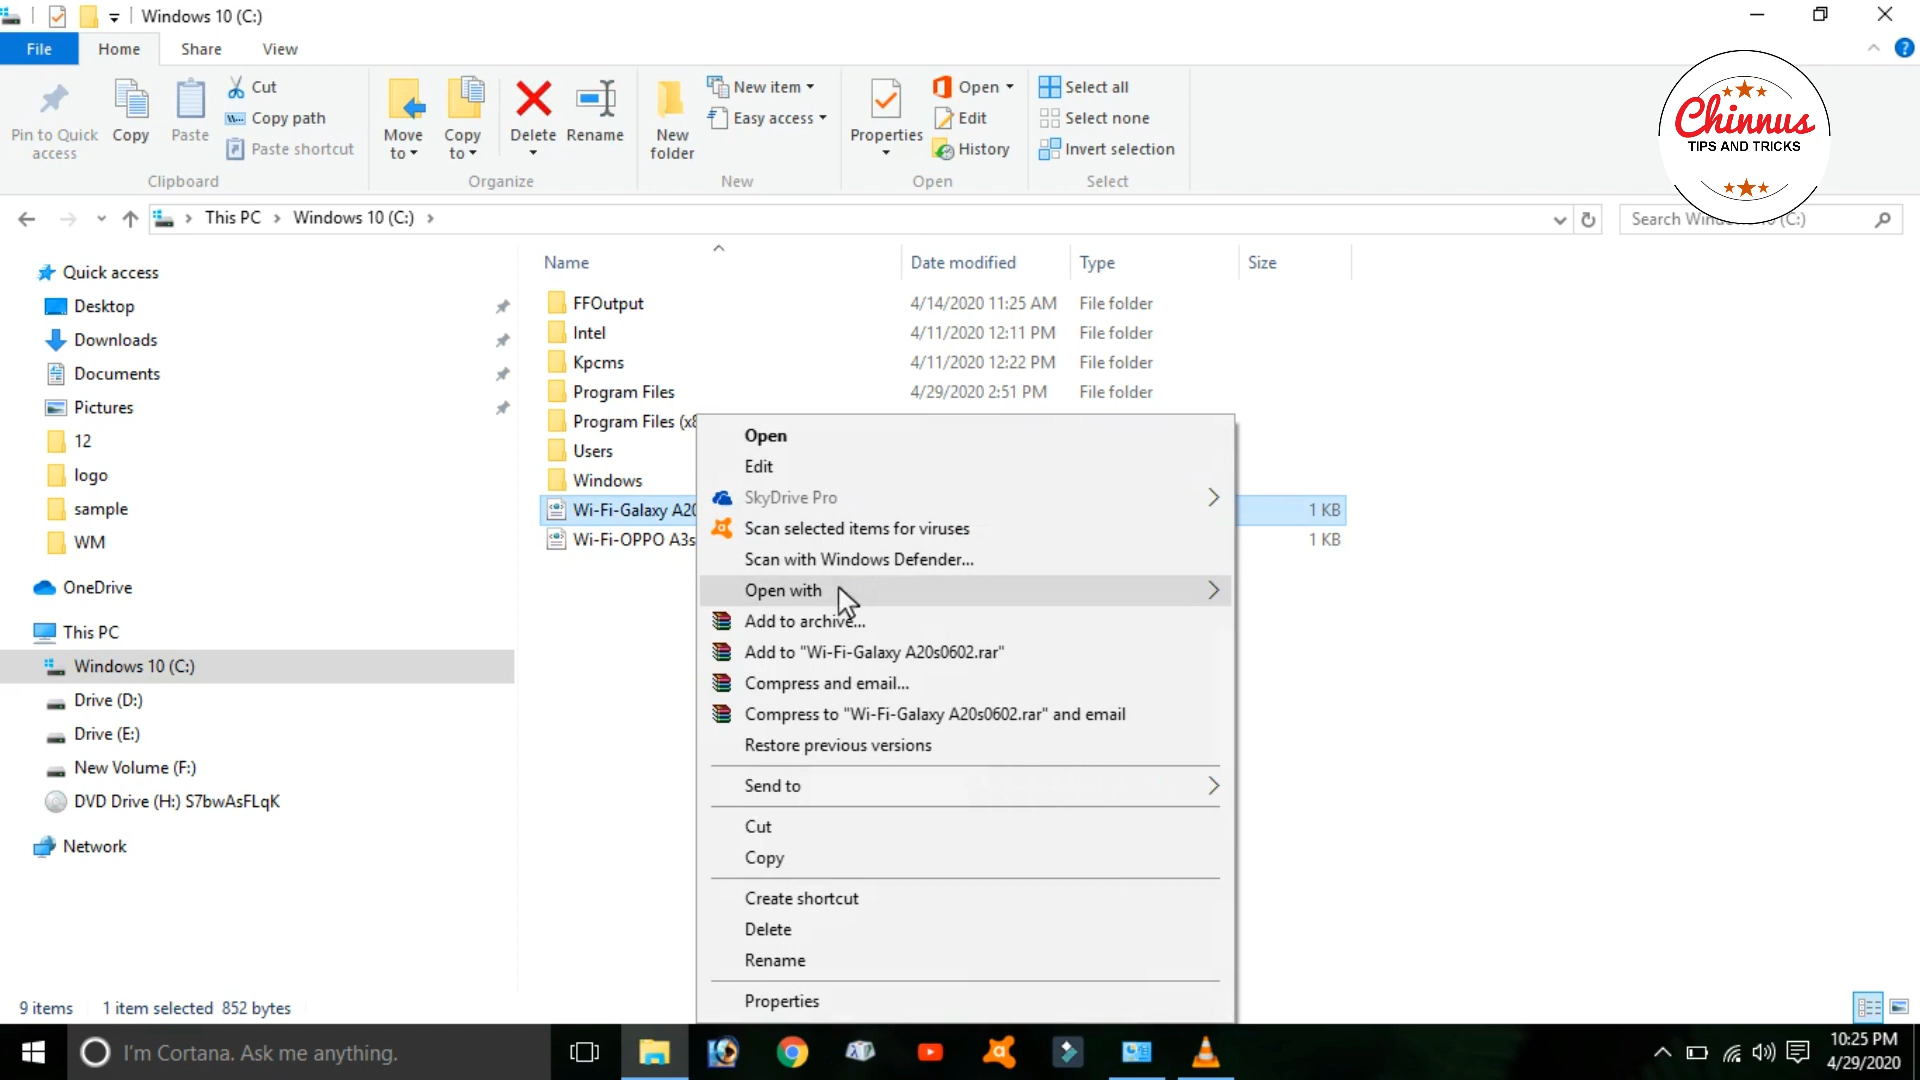 Windows 10 (C:)
File Home Share View
Pin to Quick access
Copy
Paste
Cut
Copy path
Paste shortcut
Clipboard
Move to
Copy to
Delete
Rename
Organize
New folder
New item
Easy access
New
Properties
Open
Edit
History
Open
Select all
Select none
Invert selection
Select
Chinnus
TIPS AND TRICKS
This PC Windows 10 (C:)
Search (C:)
Quick access
Desktop
Downloads
Documents
Pictures
12
logo
sample
WM
OneDrive
This PC
Windows 10 (C:)
Drive (D:)
Drive (E:)
New Volume (F:)
DVD Drive (H:) S7bwAsFLqK
Network
Name Date modified Type Size
FFOutput 4/14/2020 11:25 AM File folder
Intel 4/11/2020 12:11 PM File folder
Kpcms 4/11/2020 12:22 PM File folder
Program Files 4/29/2020 2:51 PM File folder
Program Files (x8
Users
Windows
Wi-Fi-Galaxy A20 1 KB
Wi-Fi-OPPO A3s 1 KB
Open
Edit
SkyDrive Pro
Scan selected items for viruses
Scan with Windows Defender...
Open with
Add to archive...
Add to "Wi-Fi-Galaxy A20s0602.rar"
Compress and email...
Compress to "Wi-Fi-Galaxy A20s0602.rar" and email
Restore previous versions
Send to
Cut
Copy
Create shortcut
Delete
Rename
Properties
9 items 1 item selected 852 bytes
I'm Cortana. Ask me anything.
10:25 PM
4/29/2020